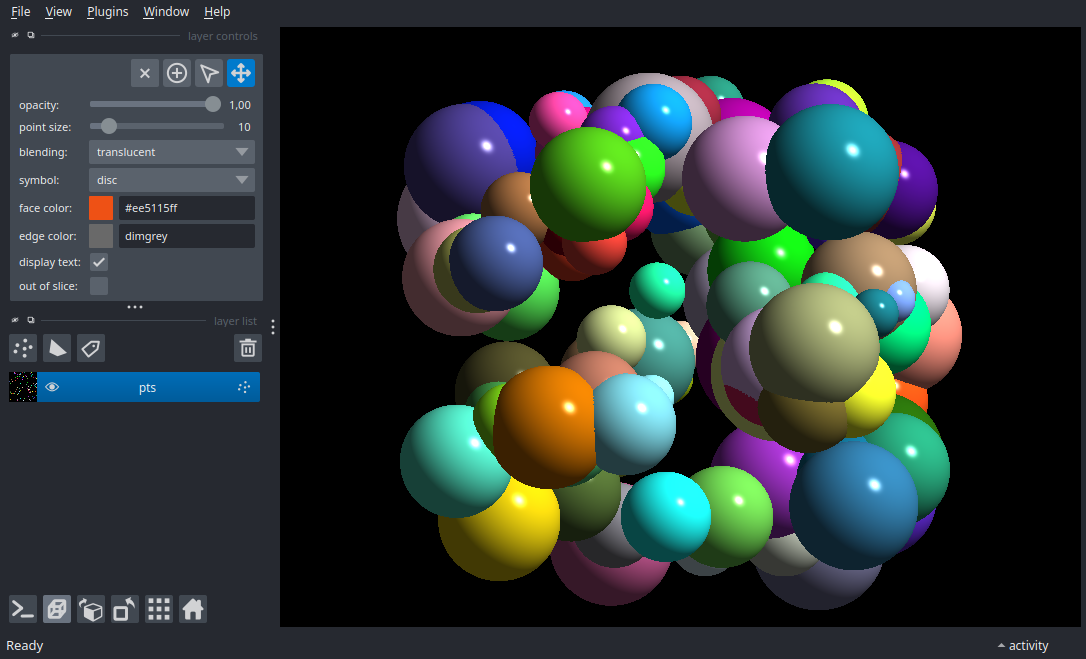 File View Plugins Window Help
layer controls
opacity: 1,00
point size: 10
blending: translucent
symbol: disc
face color: #ee5115ff
edge color: dimgrey
display text:
out of slice:
layer list
pts
Ready
activity